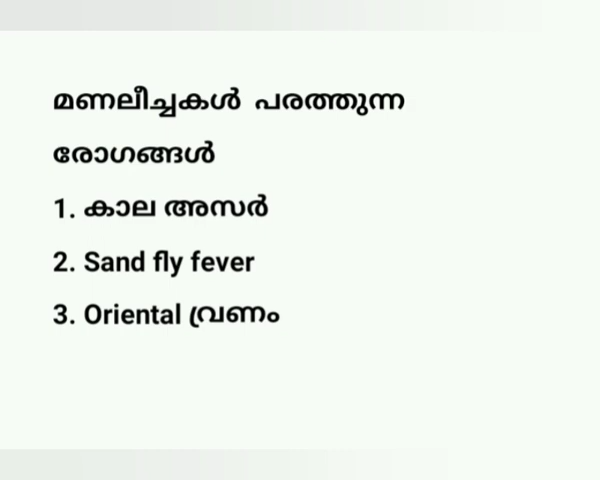 മണലീച്ചകൾ പരത്തുന്ന
രോഗങ്ങൾ
1. കാല അസർ
2. Sand fly fever
3. Oriental വ്രണം